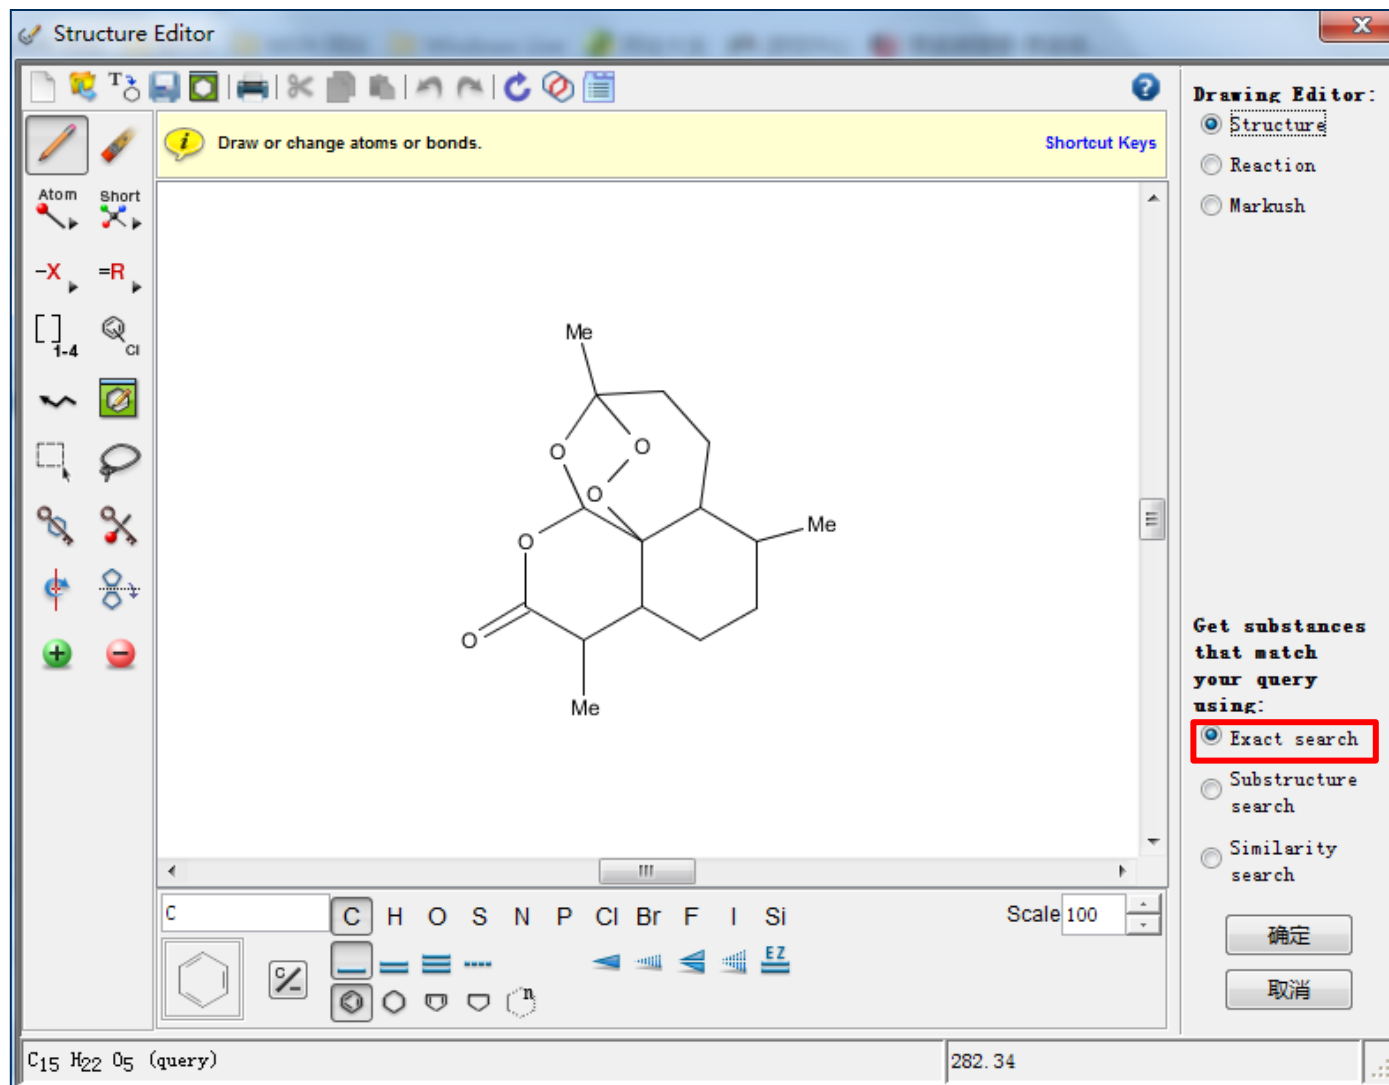 Structure Editor
T
Draw or change atoms or bonds.
Shortcut Keys
Atom
Short
-X
=R
[ ]
1-4
Cl
Me
O
O
O
Me
O
O
Me
C
C H O S N P Cl Br F I Si
Scale 100
EZ
C
n
C15 H22 O5 (query)
282.34
Drawing Editor:
Structure
Reaction
Markush
Get substances
that match
your query
using:
Exact search
Substructure
search
Similarity
search
确定
取消